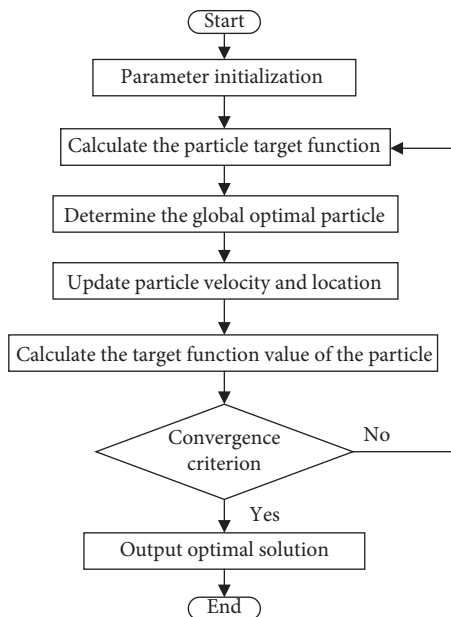 Start
Parameter initialization
Calculate the particle target function
Determine the global optimal particle
Update particle velocity and location
Calculate the target function value of the particle
Convergence
criterion
No
Yes
Output optimal solution
End